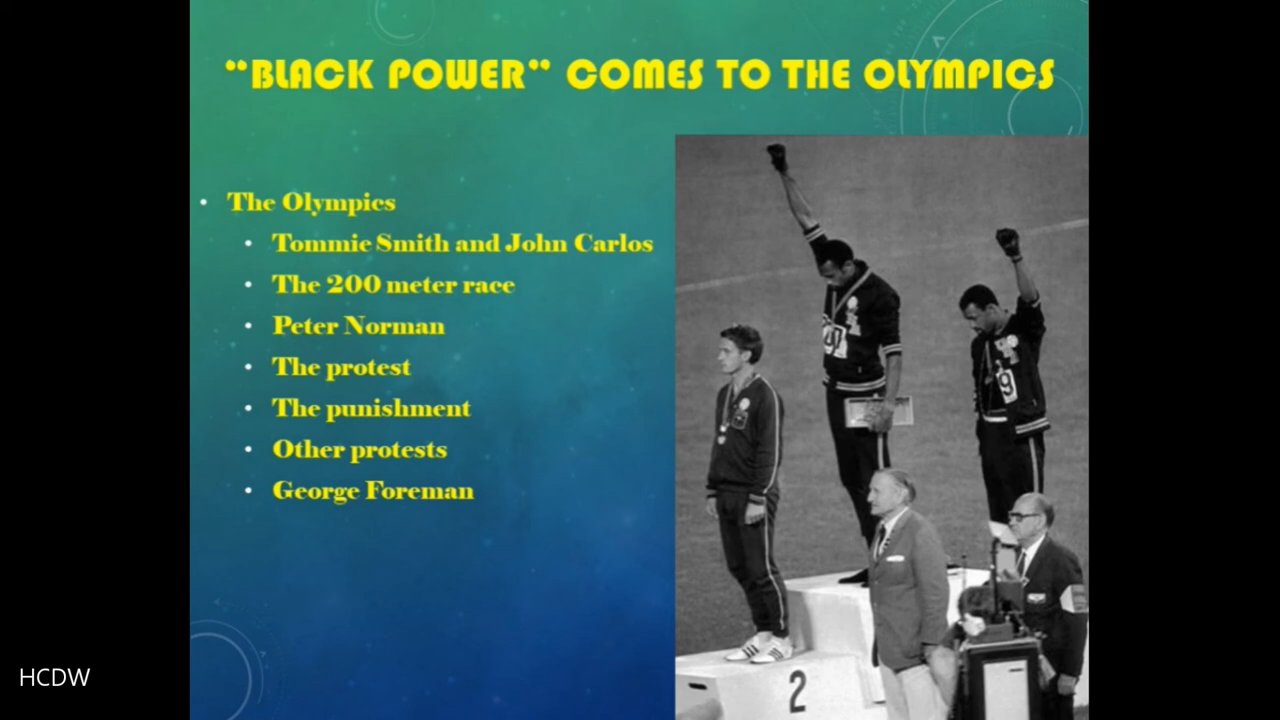 “BLACK POWER” COMES TO THE OLYMPICS
• The Olympics
• Tommie Smith and John Carlos
• The 200 meter race
• Peter Norman
• The protest
• The punishment
• Other protests
• George Foreman
9
2
HCDW